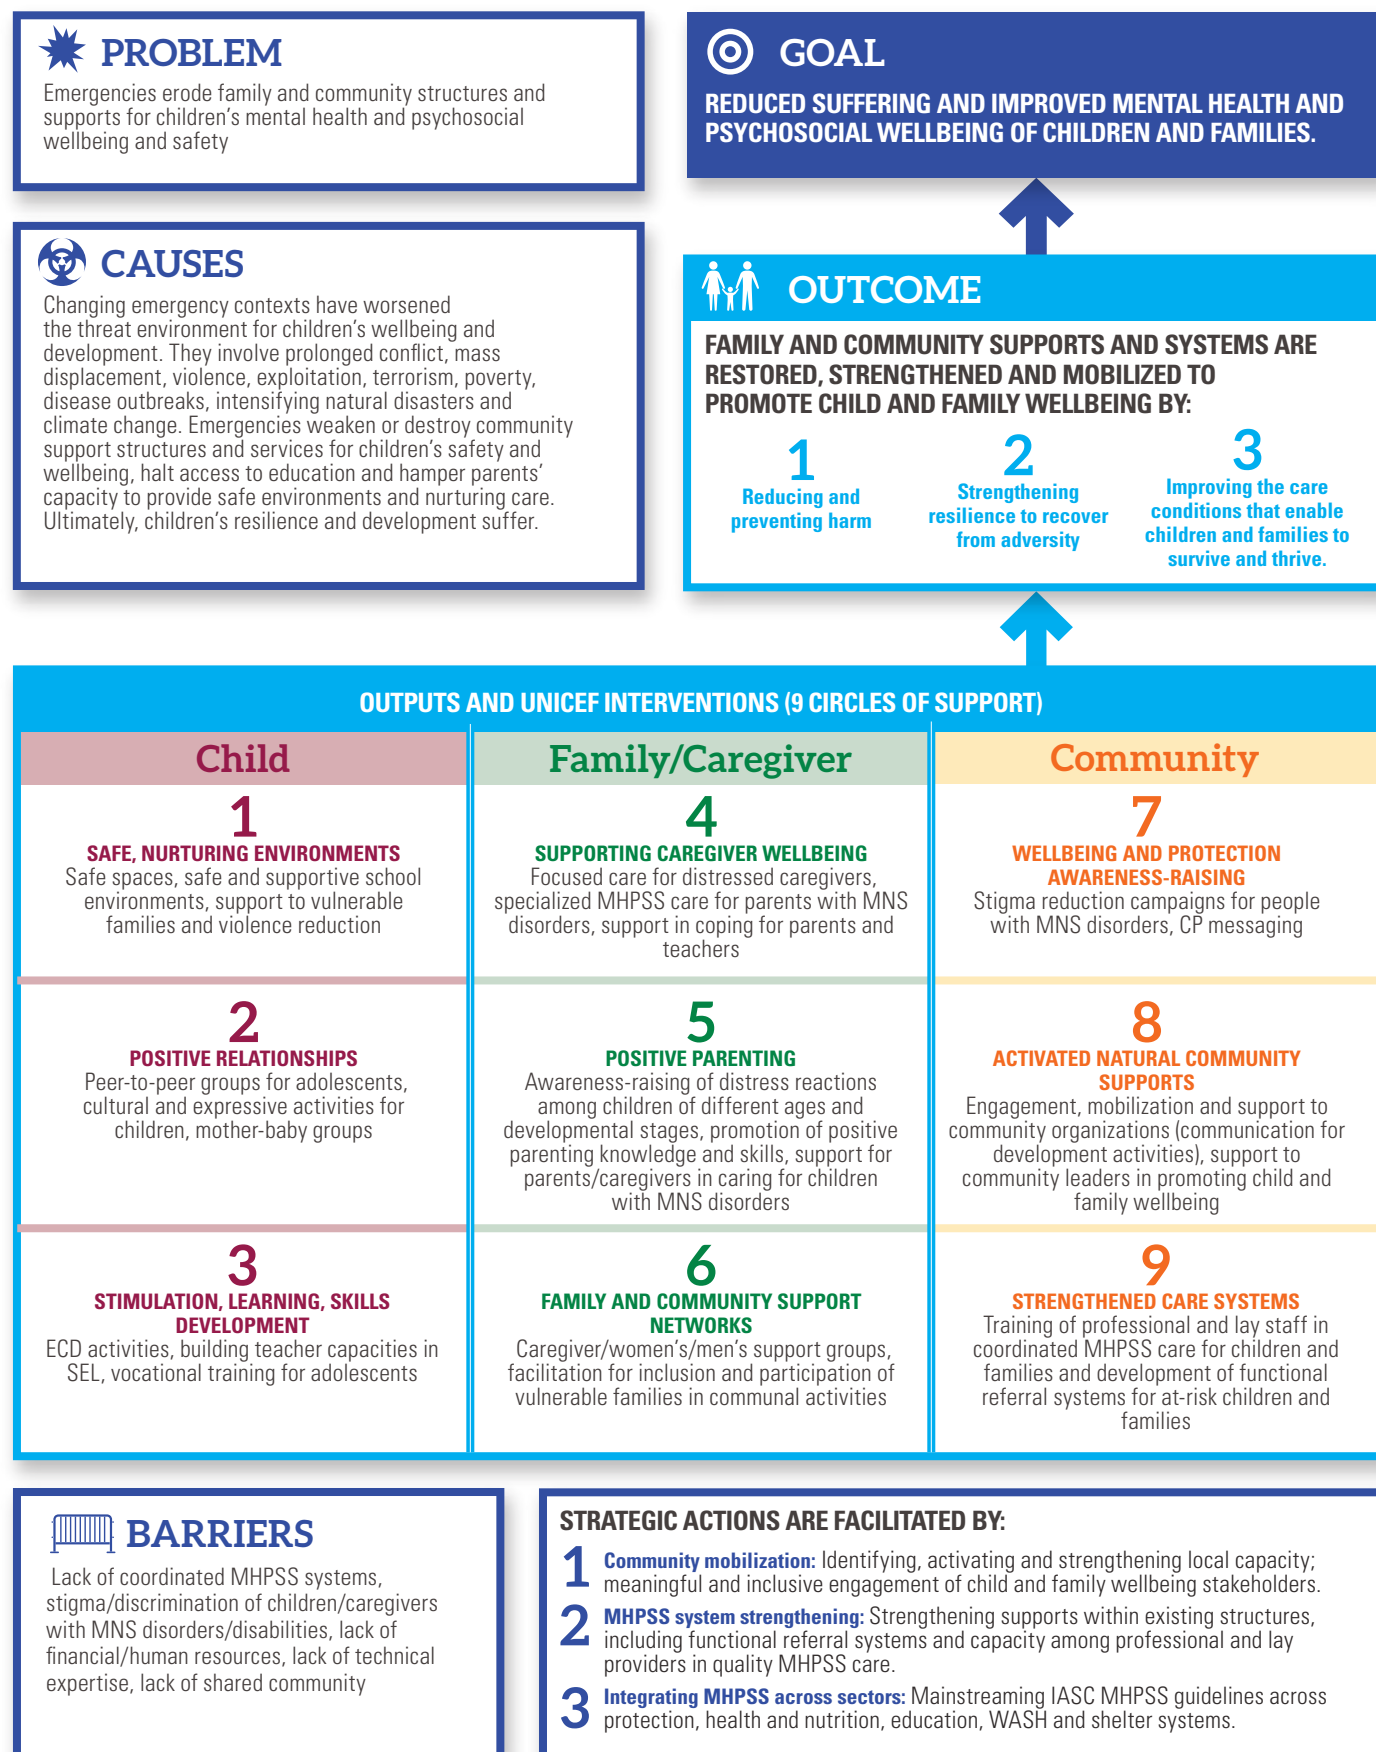 PROBLEM
Emergencies erode family and community structures and
supports for children’s mental health and psychosocial
wellbeing and safety
GOAL
REDUCED SUFFERING AND IMPROVED MENTAL HEALTH AND
PSYCHOSOCIAL WELLBEING OF CHILDREN AND FAMILIES.
CAUSES
Changing emergency contexts have worsened
the threat environment for children’s wellbeing and
development. They involve prolonged conflict, mass
displacement, violence, exploitation, terrorism, poverty,
disease outbreaks, intensifying natural disasters and
climate change. Emergencies weaken or destroy community
support structures and services for children’s safety and
wellbeing, halt access to education and hamper parents’
capacity to provide safe environments and nurturing care.
Ultimately, children’s resilience and development suffer.
OUTCOME
FAMILY AND COMMUNITY SUPPORTS AND SYSTEMS ARE
RESTORED, STRENGTHENED AND MOBILIZED TO
PROMOTE CHILD AND FAMILY WELLBEING BY:
1
Reducing and
preventing harm
2
Strengthening
resilience to recover
from adversity
3
Improving the care
conditions that enable
children and families to
survive and thrive.
OUTPUTS AND UNICEF INTERVENTIONS (9 CIRCLES OF SUPPORT)
Child
1
SAFE, NURTURING ENVIRONMENTS
Safe spaces, safe and supportive school
environments, support to vulnerable
families and violence reduction
2
POSITIVE RELATIONSHIPS
Peer-to-peer groups for adolescents,
cultural and expressive activities for
children, mother-baby groups
3
STIMULATION, LEARNING, SKILLS
DEVELOPMENT
ECD activities, building teacher capacities in
SEL, vocational training for adolescents
Family/Caregiver
4
SUPPORTING CAREGIVER WELLBEING
Focused care for distressed caregivers,
specialized MHPSS care for parents with MNS
disorders, support in coping for parents and
teachers
5
POSITIVE PARENTING
Awareness-raising of distress reactions
among children of different ages and
developmental stages, promotion of positive
parenting knowledge and skills, support for
parents/caregivers in caring for children
with MNS disorders
6
FAMILY AND COMMUNITY SUPPORT
NETWORKS
Caregiver/women’s/men’s support groups,
facilitation for inclusion and participation of
vulnerable families in communal activities
Community
7
WELLBEING AND PROTECTION
AWARENESS-RAISING
Stigma reduction campaigns for people
with MNS disorders, CP messaging
8
ACTIVATED NATURAL COMMUNITY
SUPPORTS
Engagement, mobilization and support to
community organizations (communication for
development activities), support to
community leaders in promoting child and
family wellbeing
9
STRENGTHENED CARE SYSTEMS
Training of professional and lay staff in
coordinated MHPSS care for children and
families and development of functional
referral systems for at-risk children and
families
BARRIERS
Lack of coordinated MHPSS systems,
stigma/discrimination of children/caregivers
with MNS disorders/disabilities, lack of
financial/human resources, lack of technical
expertise, lack of shared community
STRATEGIC ACTIONS ARE FACILITATED BY:
1 Community mobilization: Identifying, activating and strengthening local capacity;
meaningful and inclusive engagement of child and family wellbeing stakeholders.
2 MHPSS system strengthening: Strengthening supports within existing structures,
including functional referral systems and capacity among professional and lay
providers in quality MHPSS care.
3 Integrating MHPSS across sectors: Mainstreaming IASC MHPSS guidelines across
protection, health and nutrition, education, WASH and shelter systems.